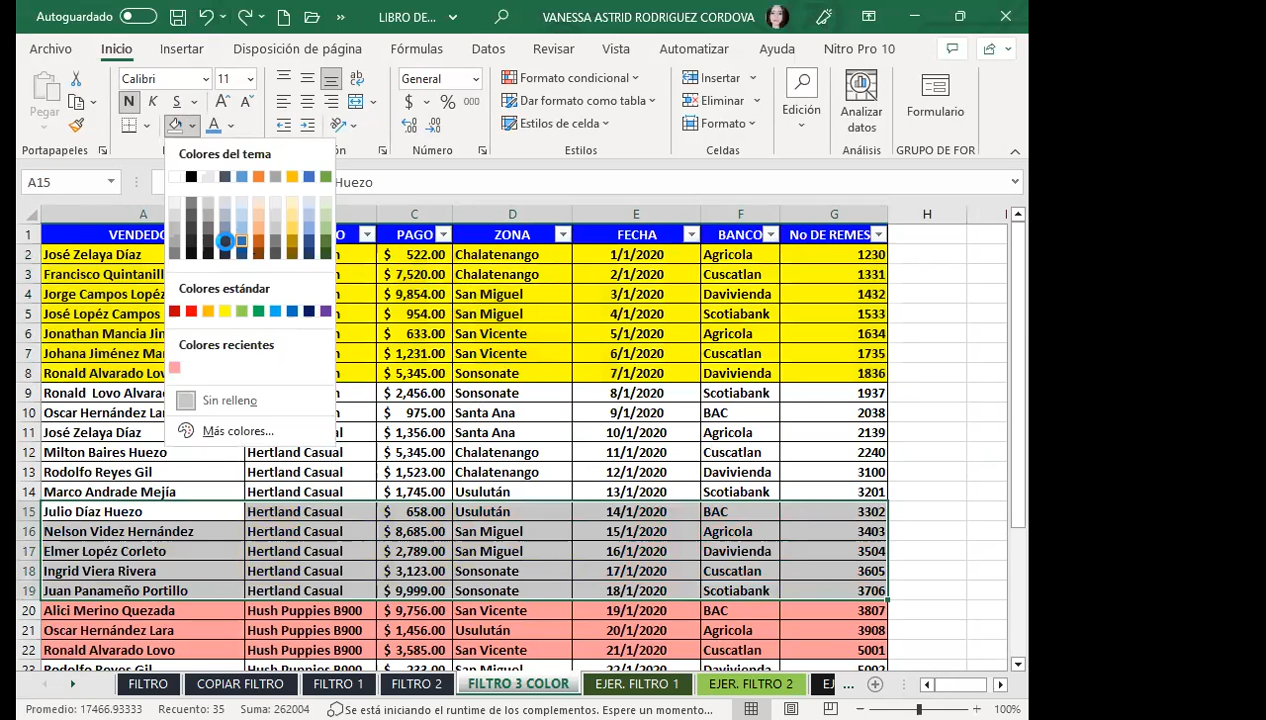 Autoguardado LIBRO DE... VANESSA ASTRID RODRIGUEZ CORDOVA
Archivo Inicio Insertar Disposición de página Fórmulas Datos Revisar Vista Automatizar Ayuda Nitro Pro 10
Pegar Calibri 11 General Formato condicional Insertar
N K S $ % 000 Dar formato como tabla Eliminar Edición Analizar datos Formulario
Estilos de celda Formato
Portapapeles Número Estilos Celdas Análisis GRUPO DE FOR
Colores del tema
Colores estándar
Colores recientes
Sin relleno
Más colores...
A15 Huezo
A C D E F G H I
1 VENDEDO O PAGO ZONA FECHA BANCO No DE REMES
2 José Zelaya Díaz $ 522.00 Chalatenango 1/1/2020 Agricola 1230
3 Francisco Quintanill $ 7,520.00 Chalatenango 2/1/2020 Cuscatlan 1331
4 Jorge Campos Lopéz $ 9,854.00 San Miguel 3/1/2020 Davivienda 1432
5 José Lopéz Campos $ 954.00 San Miguel 4/1/2020 Scotiabank 1533
6 Jonathan Mancia Jin $ 633.00 San Vicente 5/1/2020 Agricola 1634
7 Johana Jiménez Mar $ 1,231.00 San Vicente 6/1/2020 Cuscatlan 1735
8 Ronald Alvarado Lov $ 5,345.00 Sonsonate 7/1/2020 Davivienda 1836
9 Ronald Lovo Alvara $ 2,456.00 Sonsonate 8/1/2020 Scotiabank 1937
10 Oscar Hernández La $ 975.00 Santa Ana 9/1/2020 BAC 2038
11 José Zelaya Díaz $ 1,356.00 Santa Ana 10/1/2020 Agricola 2139
12 Milton Baires Huezo Hertland Casual $ 5,345.00 Chalatenango 11/1/2020 Cuscatlan 2240
13 Rodolfo Reyes Gil Hertland Casual $ 1,523.00 Chalatenango 12/1/2020 Davivienda 3100
14 Marco Andrade Mejía Hertland Casual $ 1,745.00 Usulután 13/1/2020 Scotiabank 3201
15 Julio Díaz Huezo Hertland Casual $ 658.00 Usulután 14/1/2020 BAC 3302
16 Nelson Videz Hernández Hertland Casual $ 8,685.00 San Miguel 15/1/2020 Agricola 3403
17 Elmer Lopéz Corleto Hertland Casual $ 2,789.00 San Miguel 16/1/2020 Davivienda 3504
18 Ingrid Viera Rivera Hertland Casual $ 3,123.00 Sonsonate 17/1/2020 Cuscatlan 3605
19 Juan Panameño Portillo Hertland Casual $ 9,999.00 Sonsonate 18/1/2020 Scotiabank 3706
20 Alici Merino Quezada Hush Puppies B900 $ 9,756.00 San Vicente 19/1/2020 BAC 3807
21 Oscar Hernández Lara Hush Puppies B900 $ 1,456.00 Usulután 20/1/2020 Agricola 3908
22 Ronald Alvarado Lovo Hush Puppies B900 $ 3,585.00 San Vicente 21/1/2020 Cuscatlan 5001
Rodolfo Reyes Gil Hush Puppies B900 $ 233.00 San Miguel 22/1/2020 Davivienda 5002
FILTRO COPIAR FILTRO FILTRO 1 FILTRO 2 FILTRO 3 COLOR EJER. FILTRO 1 EJER. FILTRO 2 EJ ...
Promedio: 17466.93333 Recuento: 35 Suma: 262004 Se está iniciando el runtime de los complementos. Espere un momento... 100%